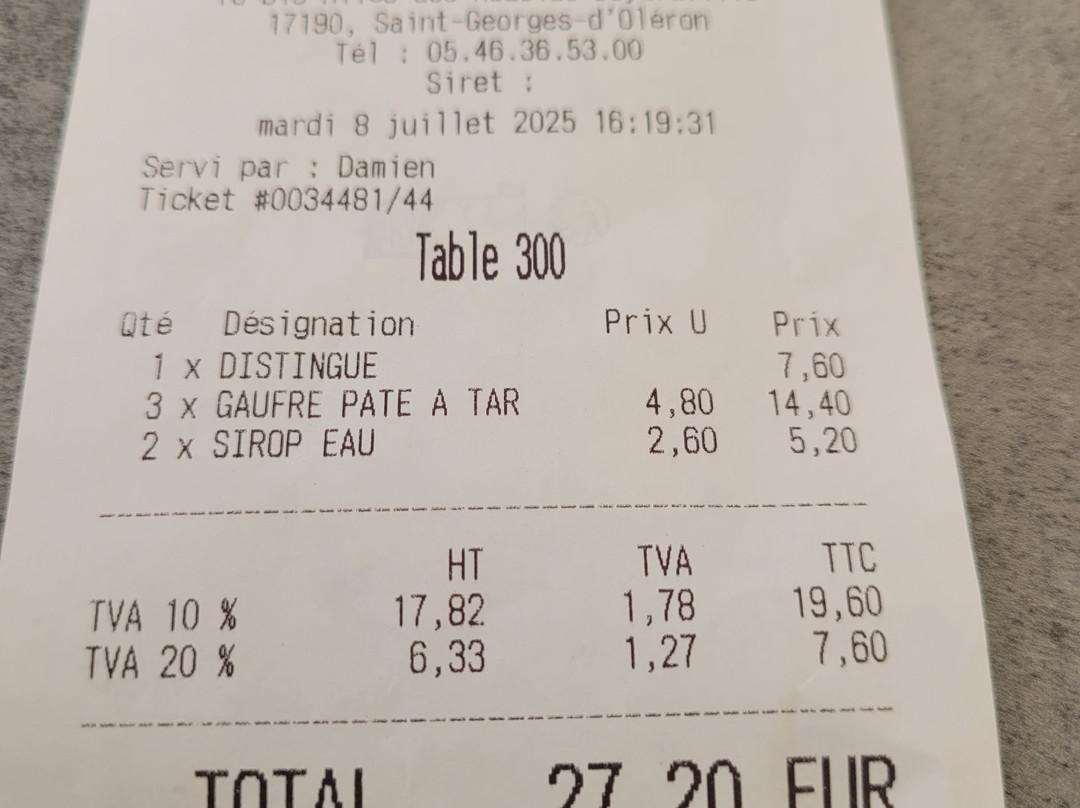 17190, Saint-Georges-d'Oléron
Tél : 05.46.36.53.00
Siret :
mardi 8 juillet 2025 16:19:31
Servi par : Damien
Ticket #0034481/44
Table 300
Qté Désignation Prix U Prix
1 x DISTINGUE 7,60
3 x GAUFRE PATE A TAR 4,80 14,40
2 x SIROP EAU 2,60 5,20
HT TVA TTC
TVA 10 % 17,82 1,78 19,60
TVA 20 % 6,33 1,27 7,60
TOTAL 27,20 EUR